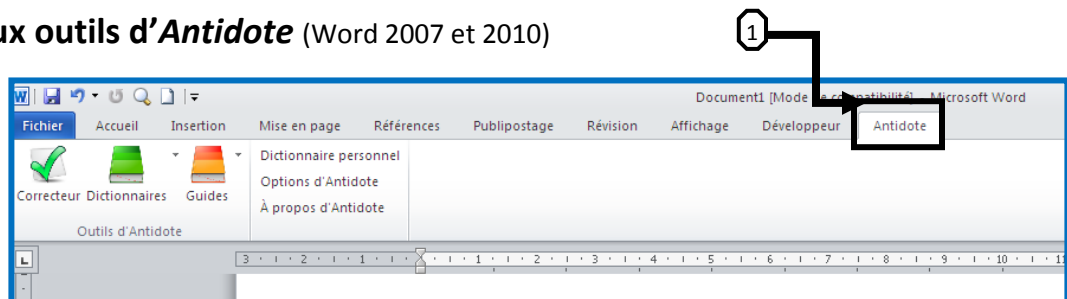 ux outils d'Antidote (Word 2007 et 2010)
1
W Document1 [Mode de compatibilité] Microsoft Word
Fichier Accueil Insertion Mise en page Références Publipostage Révision Affichage Développeur Antidote
Dictionnaire personnel
Options d'Antidote
Correcteur Dictionnaires Guides
À propos d'Antidote
Outils d'Antidote
L 3 2 1 1 2 3 4 5 6 7 8 9 10 11